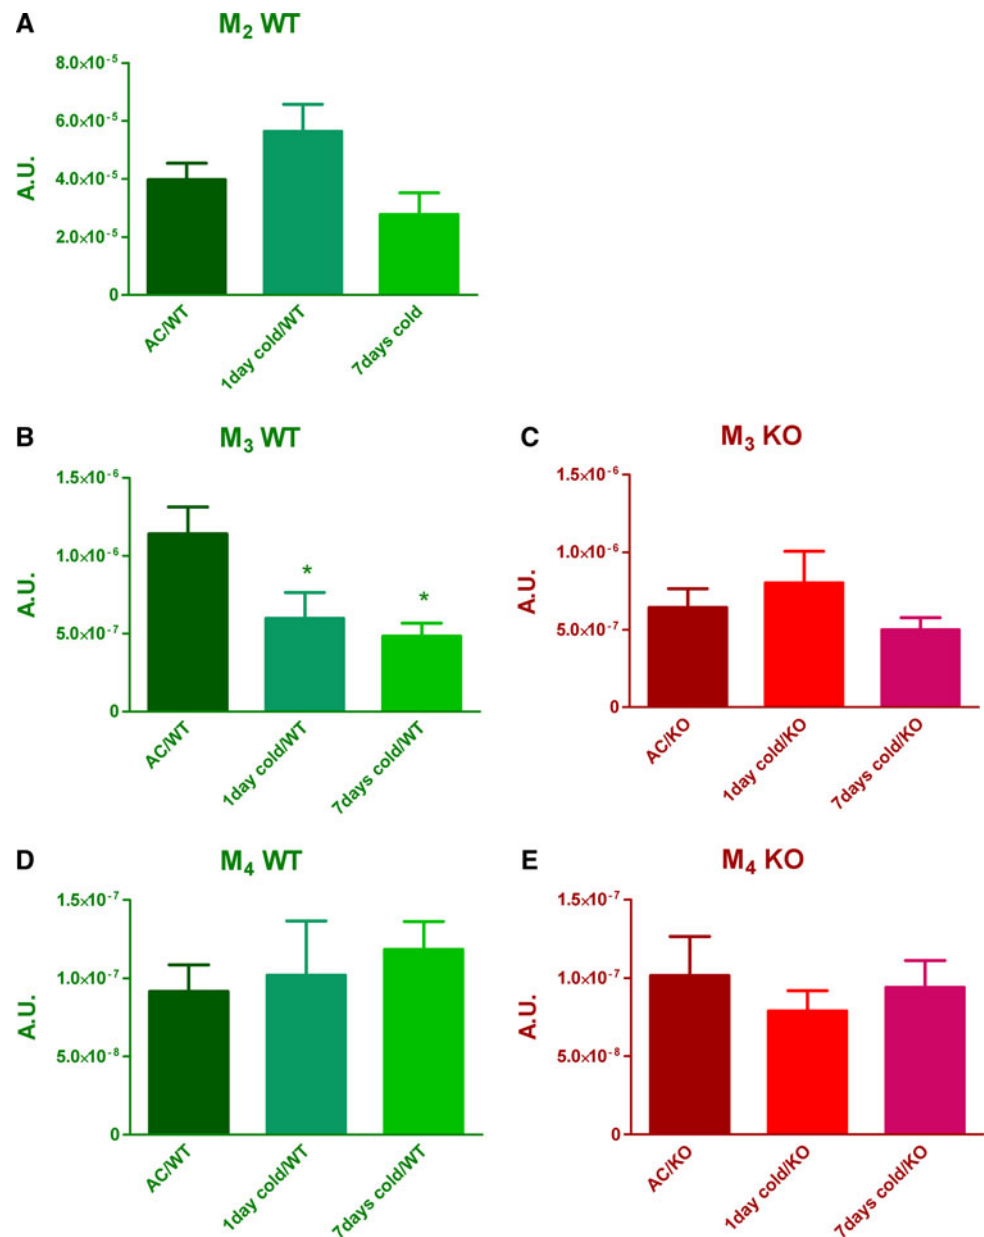 A
M₂ WT
8.0×10⁻⁵
6.0×10⁻⁵
4.0×10⁻⁵
2.0×10⁻⁵
0
A.U.
AC/WT
1day cold/WT
7days cold
B
M₃ WT
1.5×10⁻⁶
1.0×10⁻⁶
5.0×10⁻⁷
0
A.U.
*
*
AC/WT
1day cold/WT
7days cold/WT
C
M₃ KO
1.5×10⁻⁶
1.0×10⁻⁶
5.0×10⁻⁷
0
A.U.
AC/KO
1day cold/KO
7days cold/KO
D
M₄ WT
1.5×10⁻⁷
1.0×10⁻⁷
5.0×10⁻⁸
0
A.U.
AC/WT
1day cold/WT
7days cold/WT
E
M₄ KO
1.5×10⁻⁷
1.0×10⁻⁷
5.0×10⁻⁸
0
A.U.
AC/KO
1day cold/KO
7days cold/KO